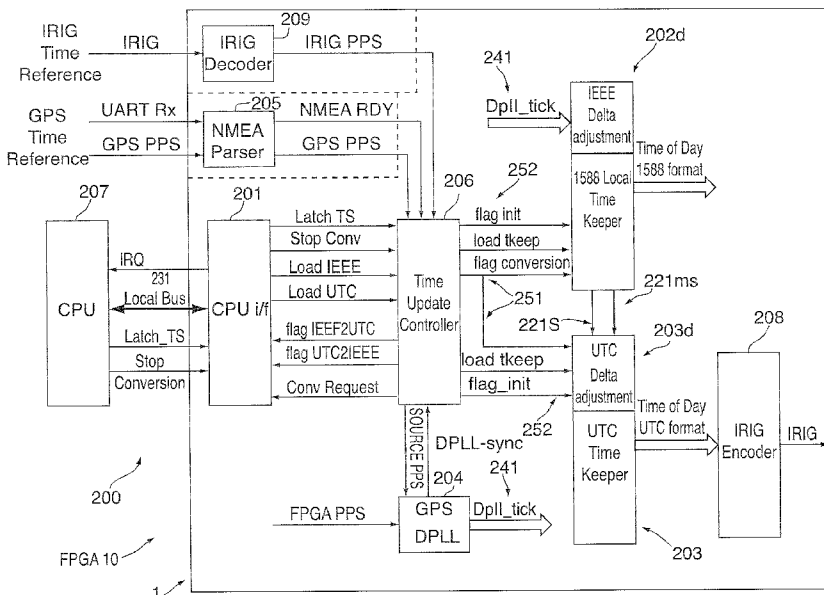 IRIG
Time
Reference
IRIG
209
IRiG
Decoder
IRIG PPS
GPS
Time
Reference
UART Rx
GPS PPS
205
NMEA
Parser
NMEA RDY
GPS PPS
202d
241
Dpll_tick
IEEE
Delta
adjustment
1588 Local
Time
Keeper
Time of Day
1588 format
207
CPU
IRQ
231
Local Bus
Latch_TS
Stop
Conversion
201
CPU i/f
Latch TS
Stop Conv
Load IEEE
Load UTC
flag IEEF2UTC
flag UTC2IEEE
Conv Request
206
Time
Update
Controller
252
flag init
load tkeep
flag conversion
251
221S
221ms
load tkeep
flag_init
252
203d
UTC
Delta
adjustment
UTC
Time
Keeper
203
Time of Day
UTC format
208
IRIG
Encoder
IRIG
SOURCE PPS
DPLL-sync
204
241
FPGA PPS
GPS
DPLL
Dpll_tick
200
FPGA 10
1